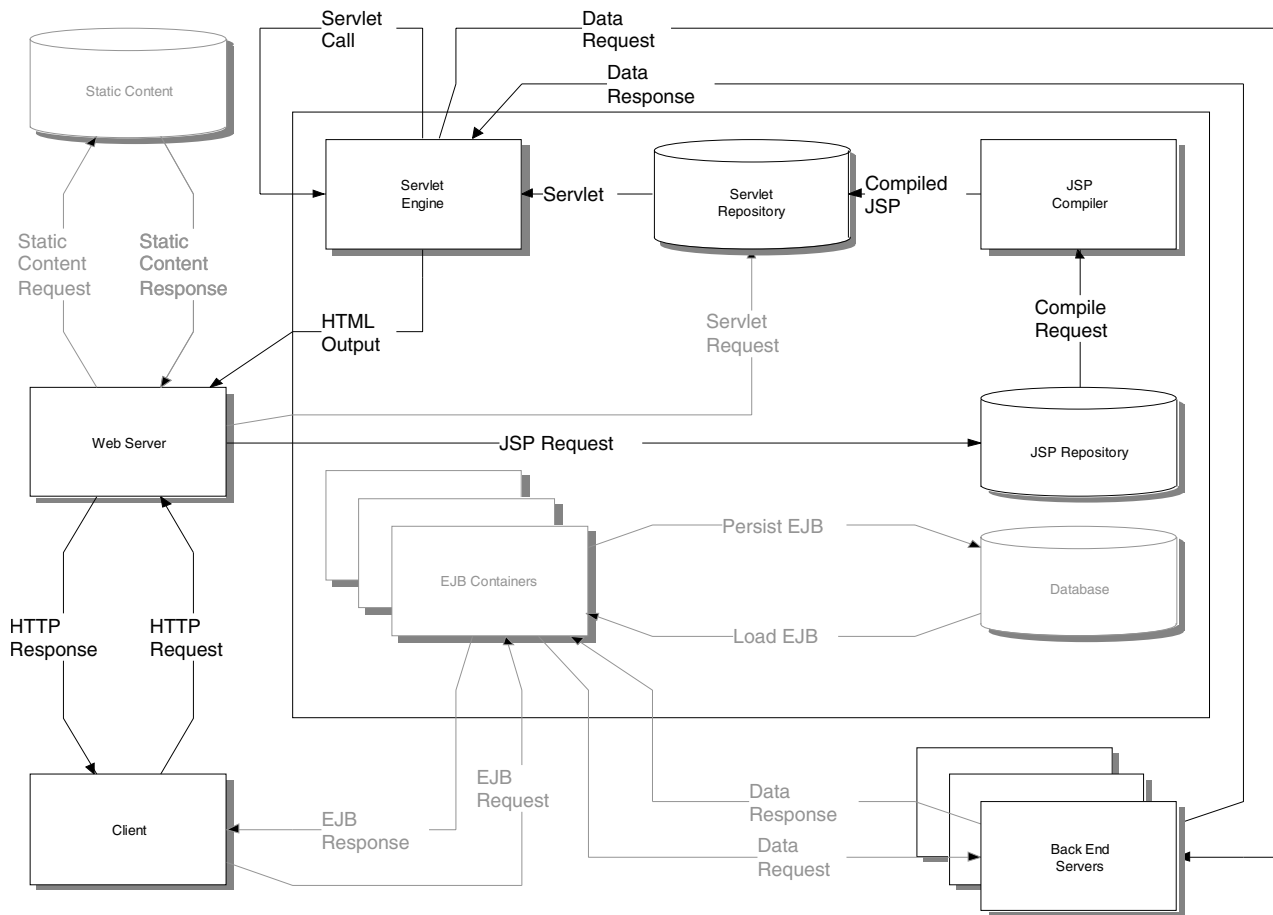 Servlet
Call
Data
Request
Data
Response
Static Content
Servlet
Engine
Servlet
Servlet
Repository
Compiled
JSP
JSP
Compiler
Static
Content
Request
Static
Content
Response
HTML
Output
Servlet
Request
Compile
Request
Web Server
JSP Request
JSP Repository
Persist EJB
EJB Containers
Database
Load EJB
HTTP
Response
HTTP
Request
EJB
Request
Data
Response
Client
EJB
Response
Data
Request
Back End
Servers